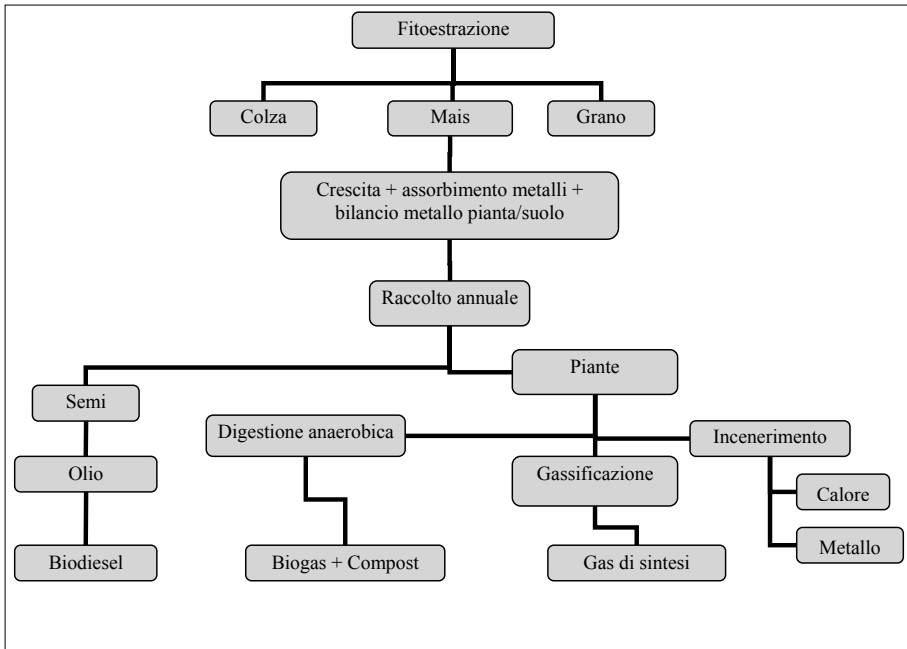 Fitoestrazione
Colza
Mais
Grano
Crescita + assorbimento metalli +
bilancio metallo pianta/suolo
Raccolto annuale
Piante
Semi
Digestione anaerobica
Incenerimento
Olio
Gassificazione
Calore
Metallo
Biodiesel
Biogas + Compost
Gas di sintesi